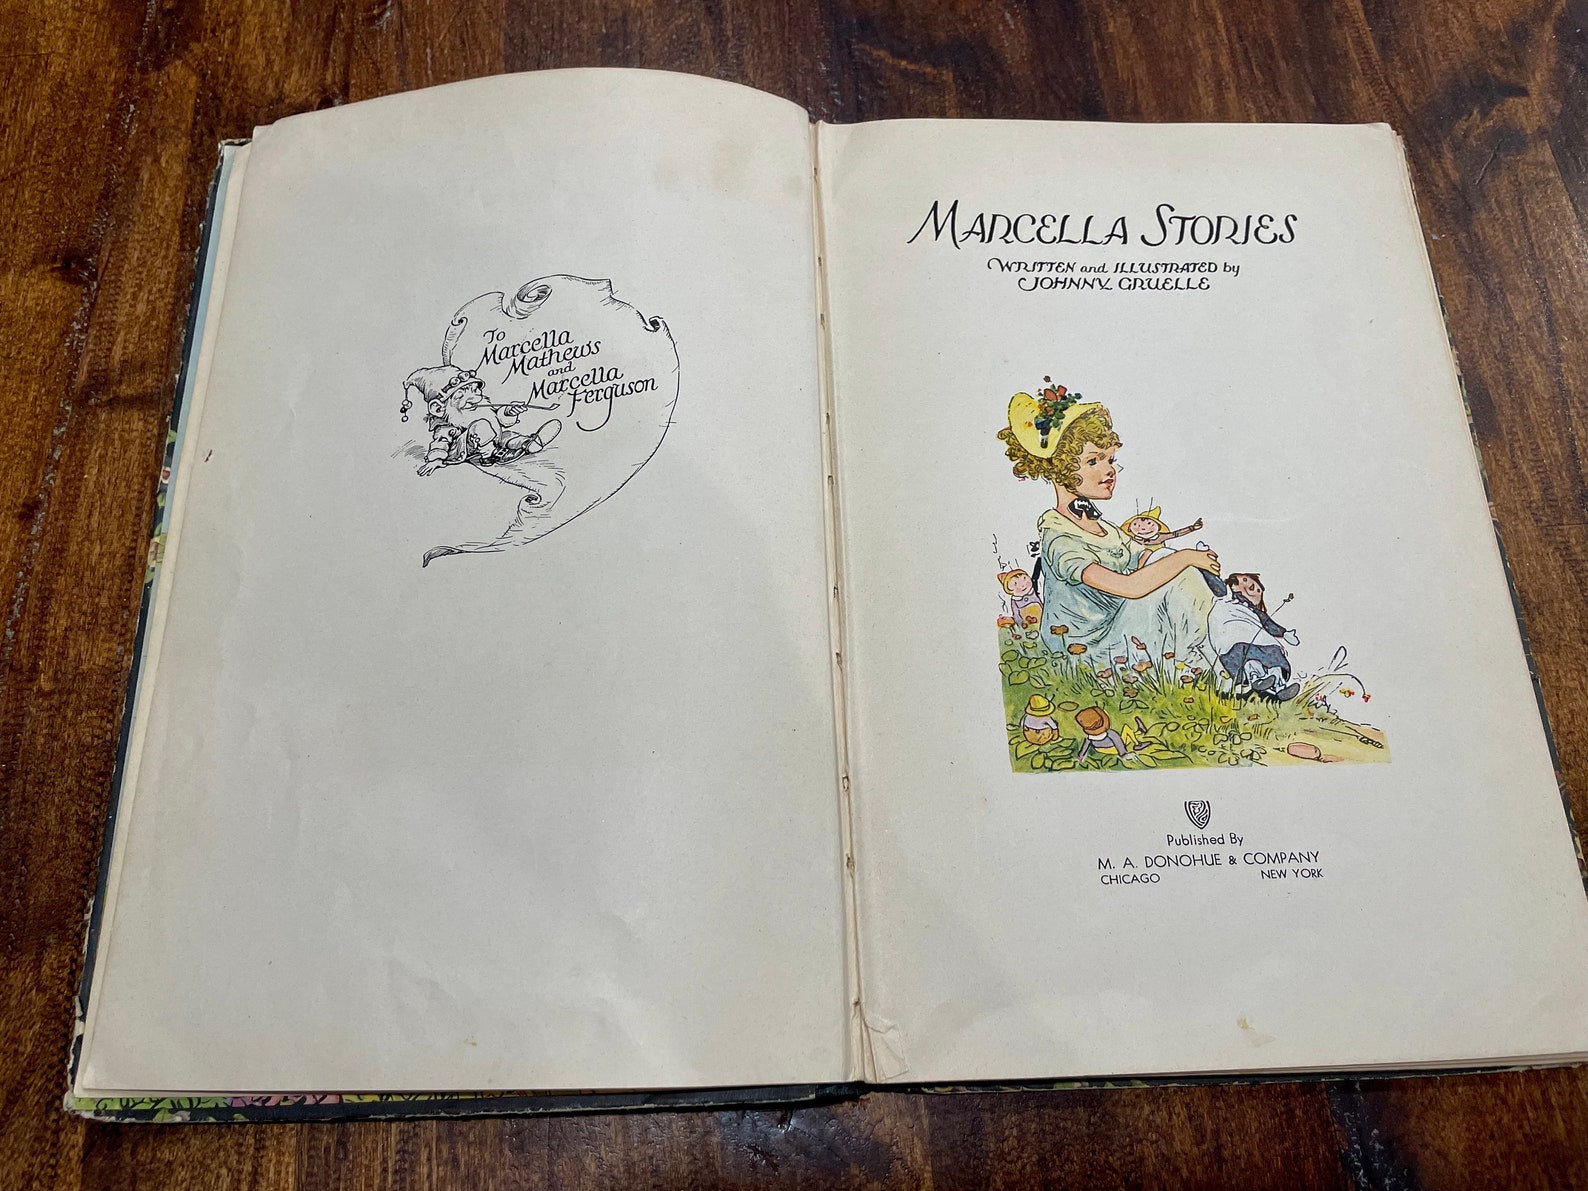 To
Marcella
Mathews
and
Marcella
Ferguson
MARCELLA STORIES
WRITTEN and ILLUSTRATED by
JOHNNY GRUELLE
Published By
M. A. DONOHUE & COMPANY
CHICAGO NEW YORK